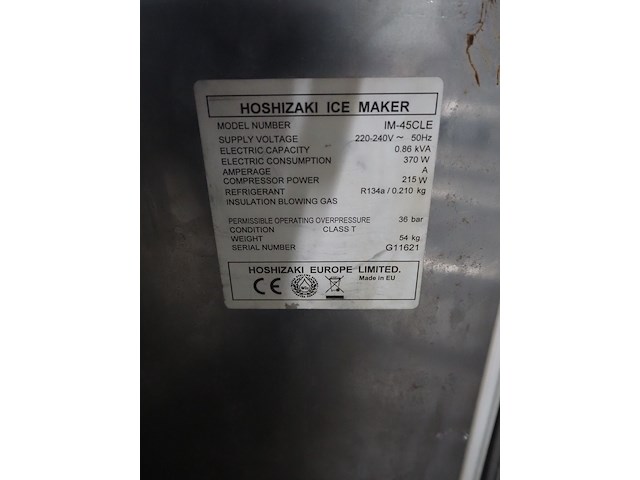 HOSHIZAKI ICE MAKER
MODEL NUMBER IM-45CLE
SUPPLY VOLTAGE 220-240V ~ 50Hz
ELECTRIC CAPACITY 0.86 kVA
ELECTRIC CONSUMPTION 370 W
AMPERAGE A
COMPRESSOR POWER 215 W
REFRIGERANT R134a / 0.210 kg
INSULATION BLOWING GAS
PERMISSIBLE OPERATING OVERPRESSURE 36 bar
CONDITION CLASS T
WEIGHT 54 kg
SERIAL NUMBER G11621
HOSHIZAKI EUROPE LIMITED.
Made in EU
CE